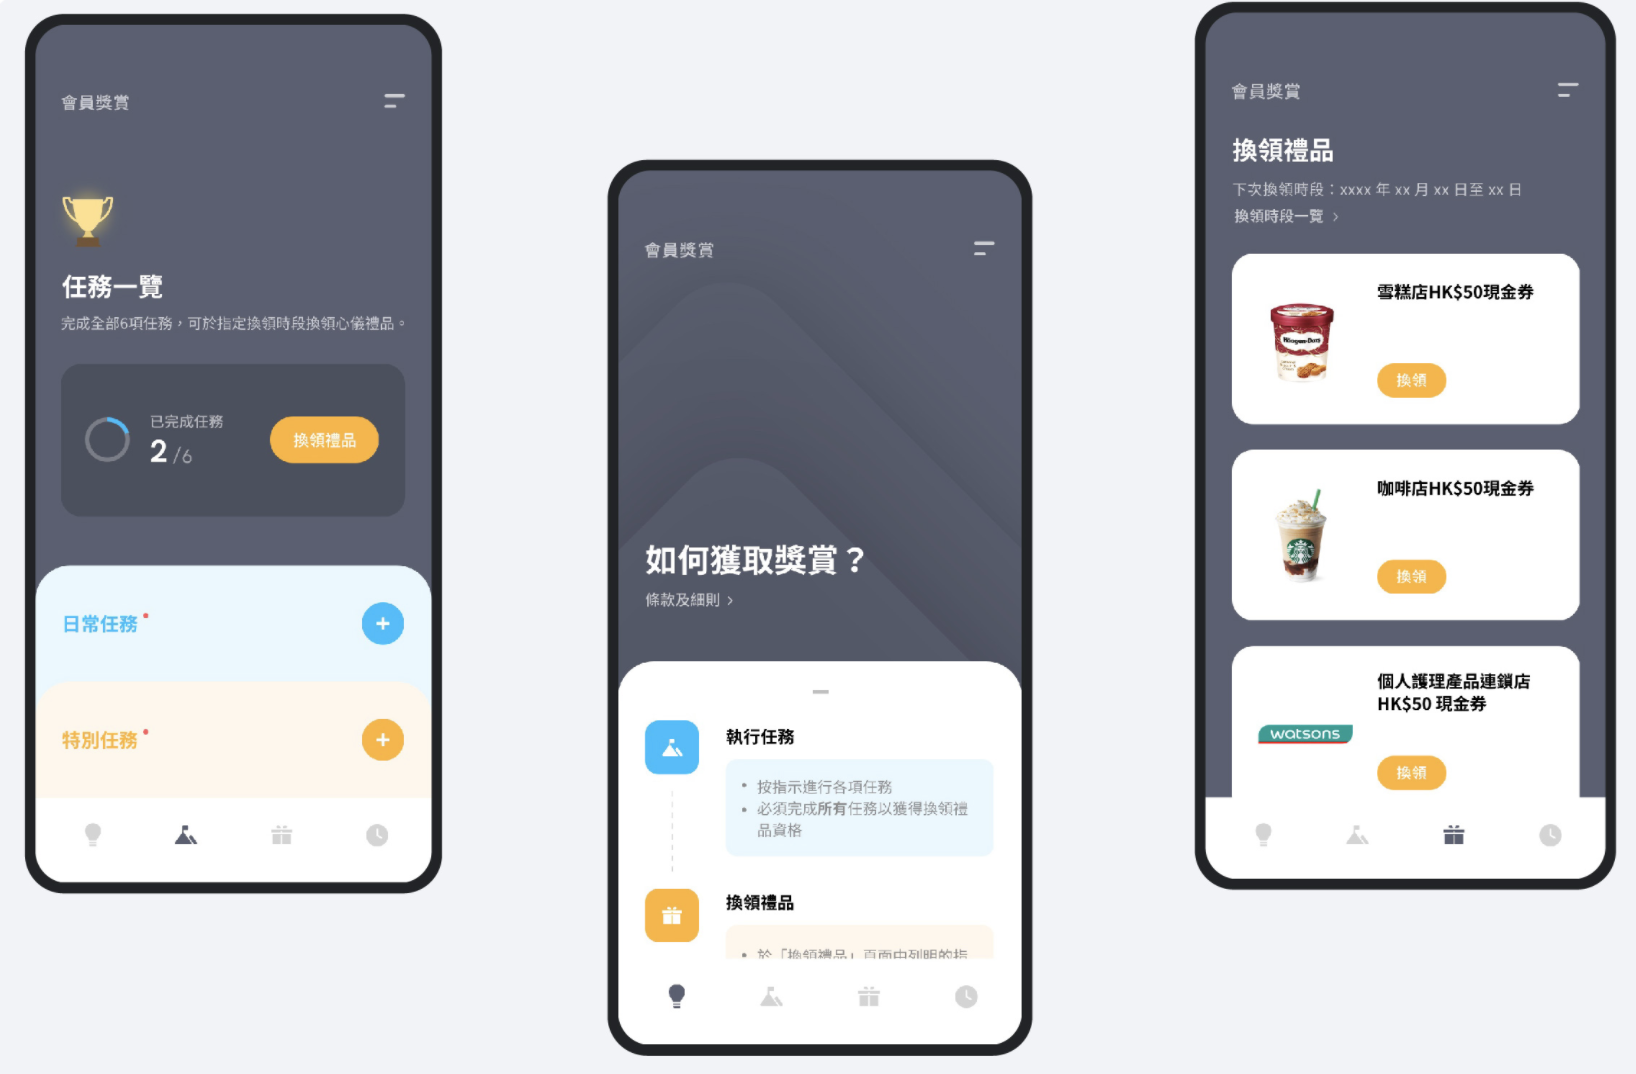 會員獎賞
任務一覽
完成全部6項任務，可於指定換領時段換領心儀禮品。
已完成任務
2 /6
換領禮品
日常任務
特別任務
會員獎賞
如何獲取獎賞？
條款及細則 >
執行任務
• 按指示進行各項任務
• 必須完成所有任務以獲得換領禮
品資格
換領禮品
• 於「換領禮品」頁面中列明的指
會員獎賞
換領禮品
下次換領時段：xxxx 年 xx 月 xx 日至 xx 日
換領時段一覽 >
雪糕店HK$50現金券
Häagen-Dazs
換領
咖啡店HK$50現金券
換領
個人護理產品連鎖店
HK$50 現金券
watsons
換領